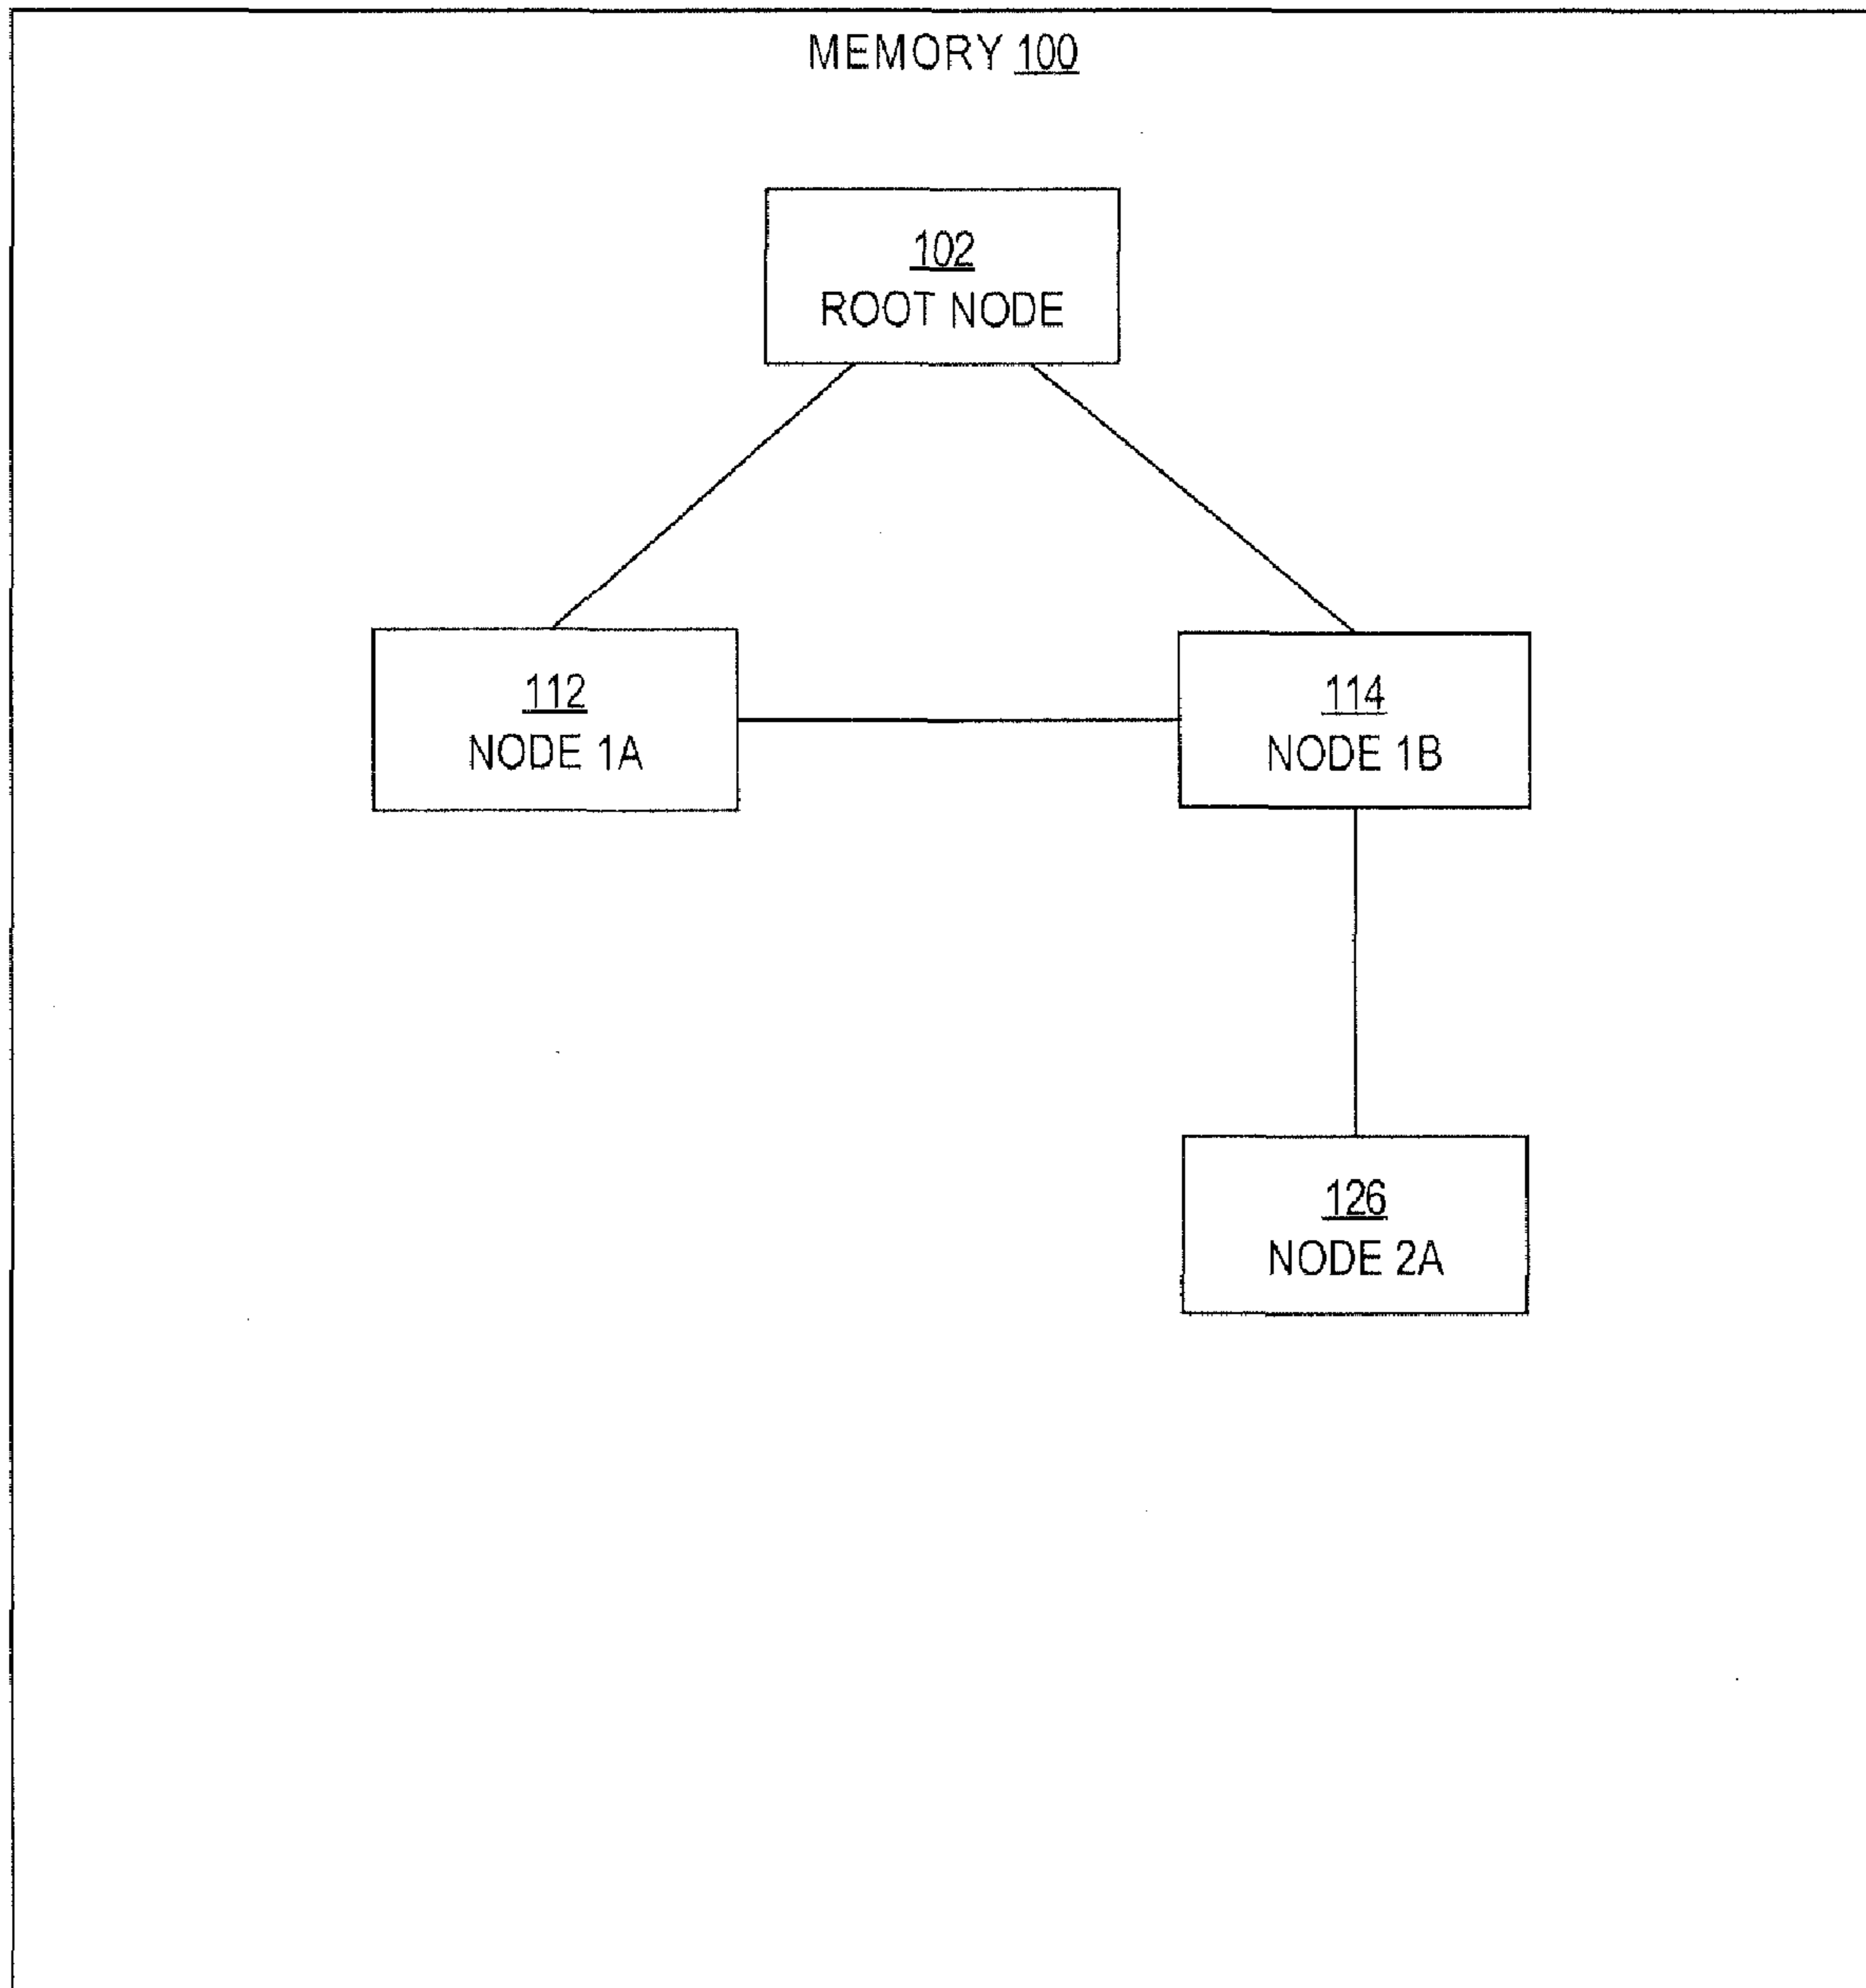 MEMORY 100
102
ROOT NODE
112
NODE 1A
114
NODE 1B
126
NODE 2A